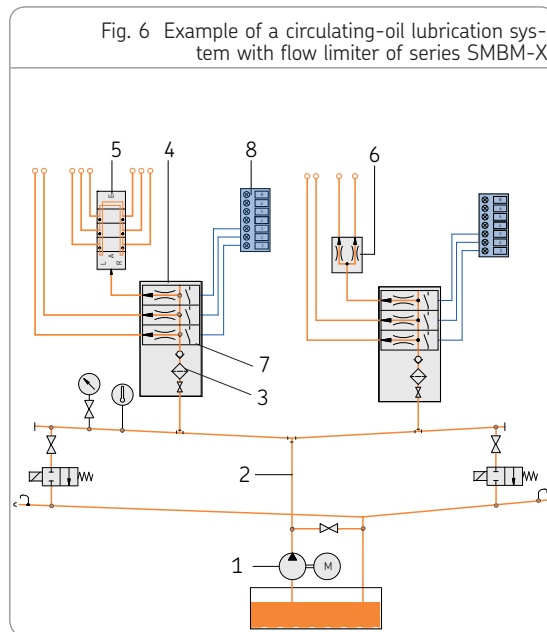 Fig. 6 Example of a circulating-oil lubrication sys-
tem with flow limiter of series SMBM-X
5 4 8 6
E
L A R
7
3
2
1
M